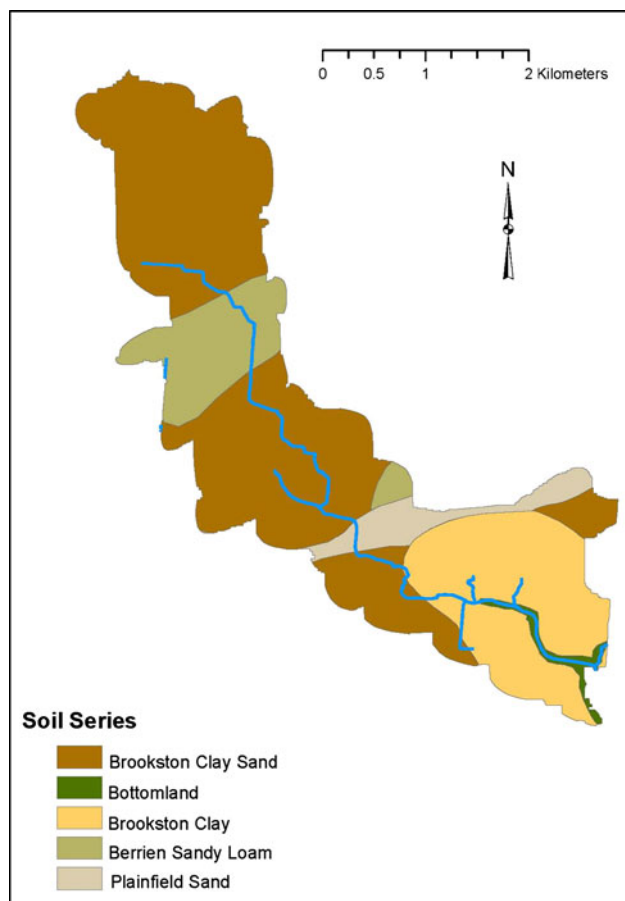 0 0.5 1 2 Kilometers
N
Soil Series
Brookston Clay Sand
Bottomland
Brookston Clay
Berrien Sandy Loam
Plainfield Sand